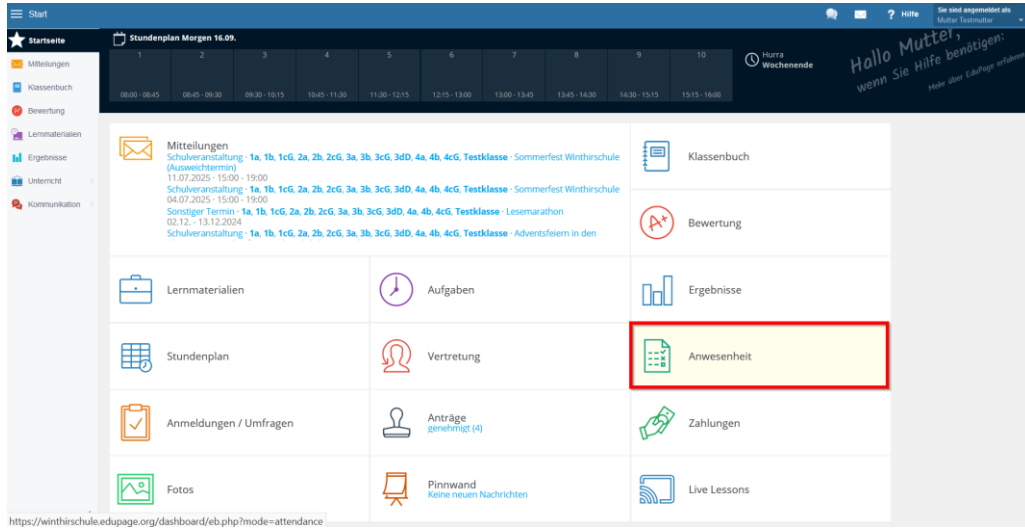 Start
? Hilfe
Sie sind angemeldet als
Mutter Testmutter
Startseite
Mitteilungen
Klassenbuch
Bewertung
Lernmaterialien
Ergebnisse
Unterricht
Kommunikation
Stundenplan Morgen 16.09.
1 2 3 4 5 6 7 8 9 10
08:00 - 08:45 08:45 - 09:30 09:30 - 10:15 10:45 - 11:30 11:30 - 12:15 12:15 - 13:00 13:00 - 13:45 13:45 - 14:30 14:30 - 15:15 15:15 - 16:00
Hurra
Wochenende
Hallo Mutter,
wenn Sie Hilfe benötigen:
Mehr über EduPage erfahren
Mitteilungen
Schulveranstaltung · 1a, 1b, 1cG, 2a, 2b, 2cG, 3a, 3b, 3cG, 3dD, 4a, 4b, 4cG, Testklasse · Sommerfest Winthirschule
(Ausweichtermin)
11.07.2025 · 15:00 - 19:00
Schulveranstaltung · 1a, 1b, 1cG, 2a, 2b, 2cG, 3a, 3b, 3cG, 3dD, 4a, 4b, 4cG, Testklasse · Sommerfest Winthirschule
04.07.2025 · 15:00 - 19:00
Sonstiger Termin · 1a, 1b, 1cG, 2a, 2b, 2cG, 3a, 3b, 3cG, 3dD, 4a, 4b, 4cG, Testklasse · Lesemarathon
02.12. - 13.12.2024
Schulveranstaltung · 1a, 1b, 1cG, 2a, 2b, 2cG, 3a, 3b, 3cG, 3dD, 4a, 4b, 4cG, Testklasse · Adventsfeiern in den
Klassenbuch
A+
Bewertung
Lernmaterialien
Aufgaben
Ergebnisse
Stundenplan
Vertretung
Anwesenheit
Anmeldungen / Umfragen
Anträge
genehmigt (4)
Zahlungen
Fotos
Pinnwand
Keine neuen Nachrichten
Live Lessons
https://winthirschule.edupage.org/dashboard/eb.php?mode=attendance